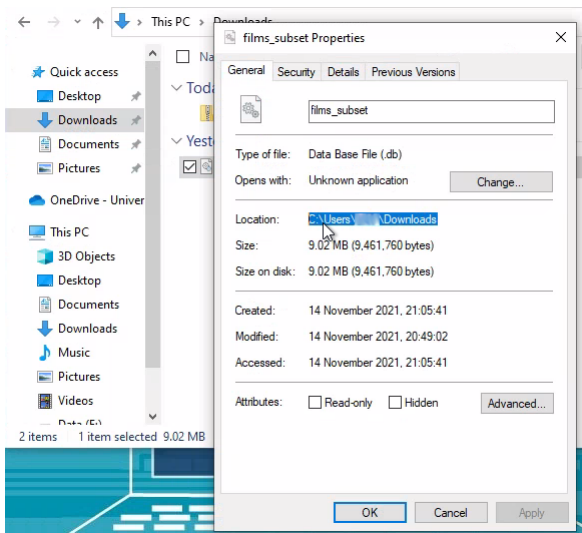 This PC > Downloads
Na
Quick access
Toda
Desktop
Downloads
Yest
Documents
Pictures
OneDrive - Univer
This PC
3D Objects
Desktop
Documents
Downloads
Music
Pictures
Videos
Data (F:)
2 items 1 item selected 9.02 MB
films_subset Properties
General Security Details Previous Versions
films_subset
Type of file: Data Base File (.db)
Opens with: Unknown application Change...
Location: C:\Users\ \Downloads
Size: 9.02 MB (9,461,760 bytes)
Size on disk: 9.02 MB (9,461,760 bytes)
Created: 14 November 2021, 21:05:41
Modified: 14 November 2021, 20:49:02
Accessed: 14 November 2021, 21:05:41
Attributes: Read-only Hidden Advanced...
OK Cancel Apply